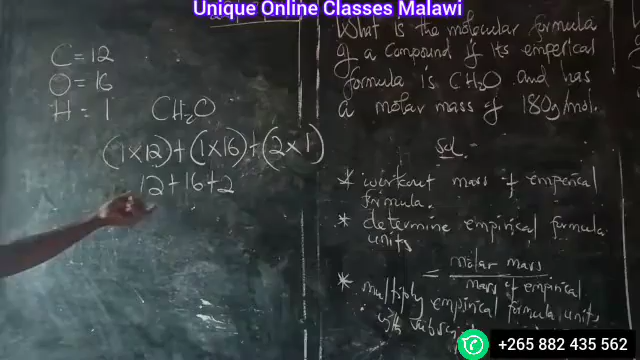 Unique Online Classes Malawi
C = 12
O = 16
H = 1
CH₂O
(1×12)+(1×16)+(2×1)
12+16+2
What is the molecular formula
of a compound if its emperical
formula is CH₂O and has
a molar mass of 180g/mol.
Sol.
* workout mass of empirical
formula.
* determine empirical formula
units
= molar mass
mass of empirical
* multiply empirical formula units
with
+265 882 435 562